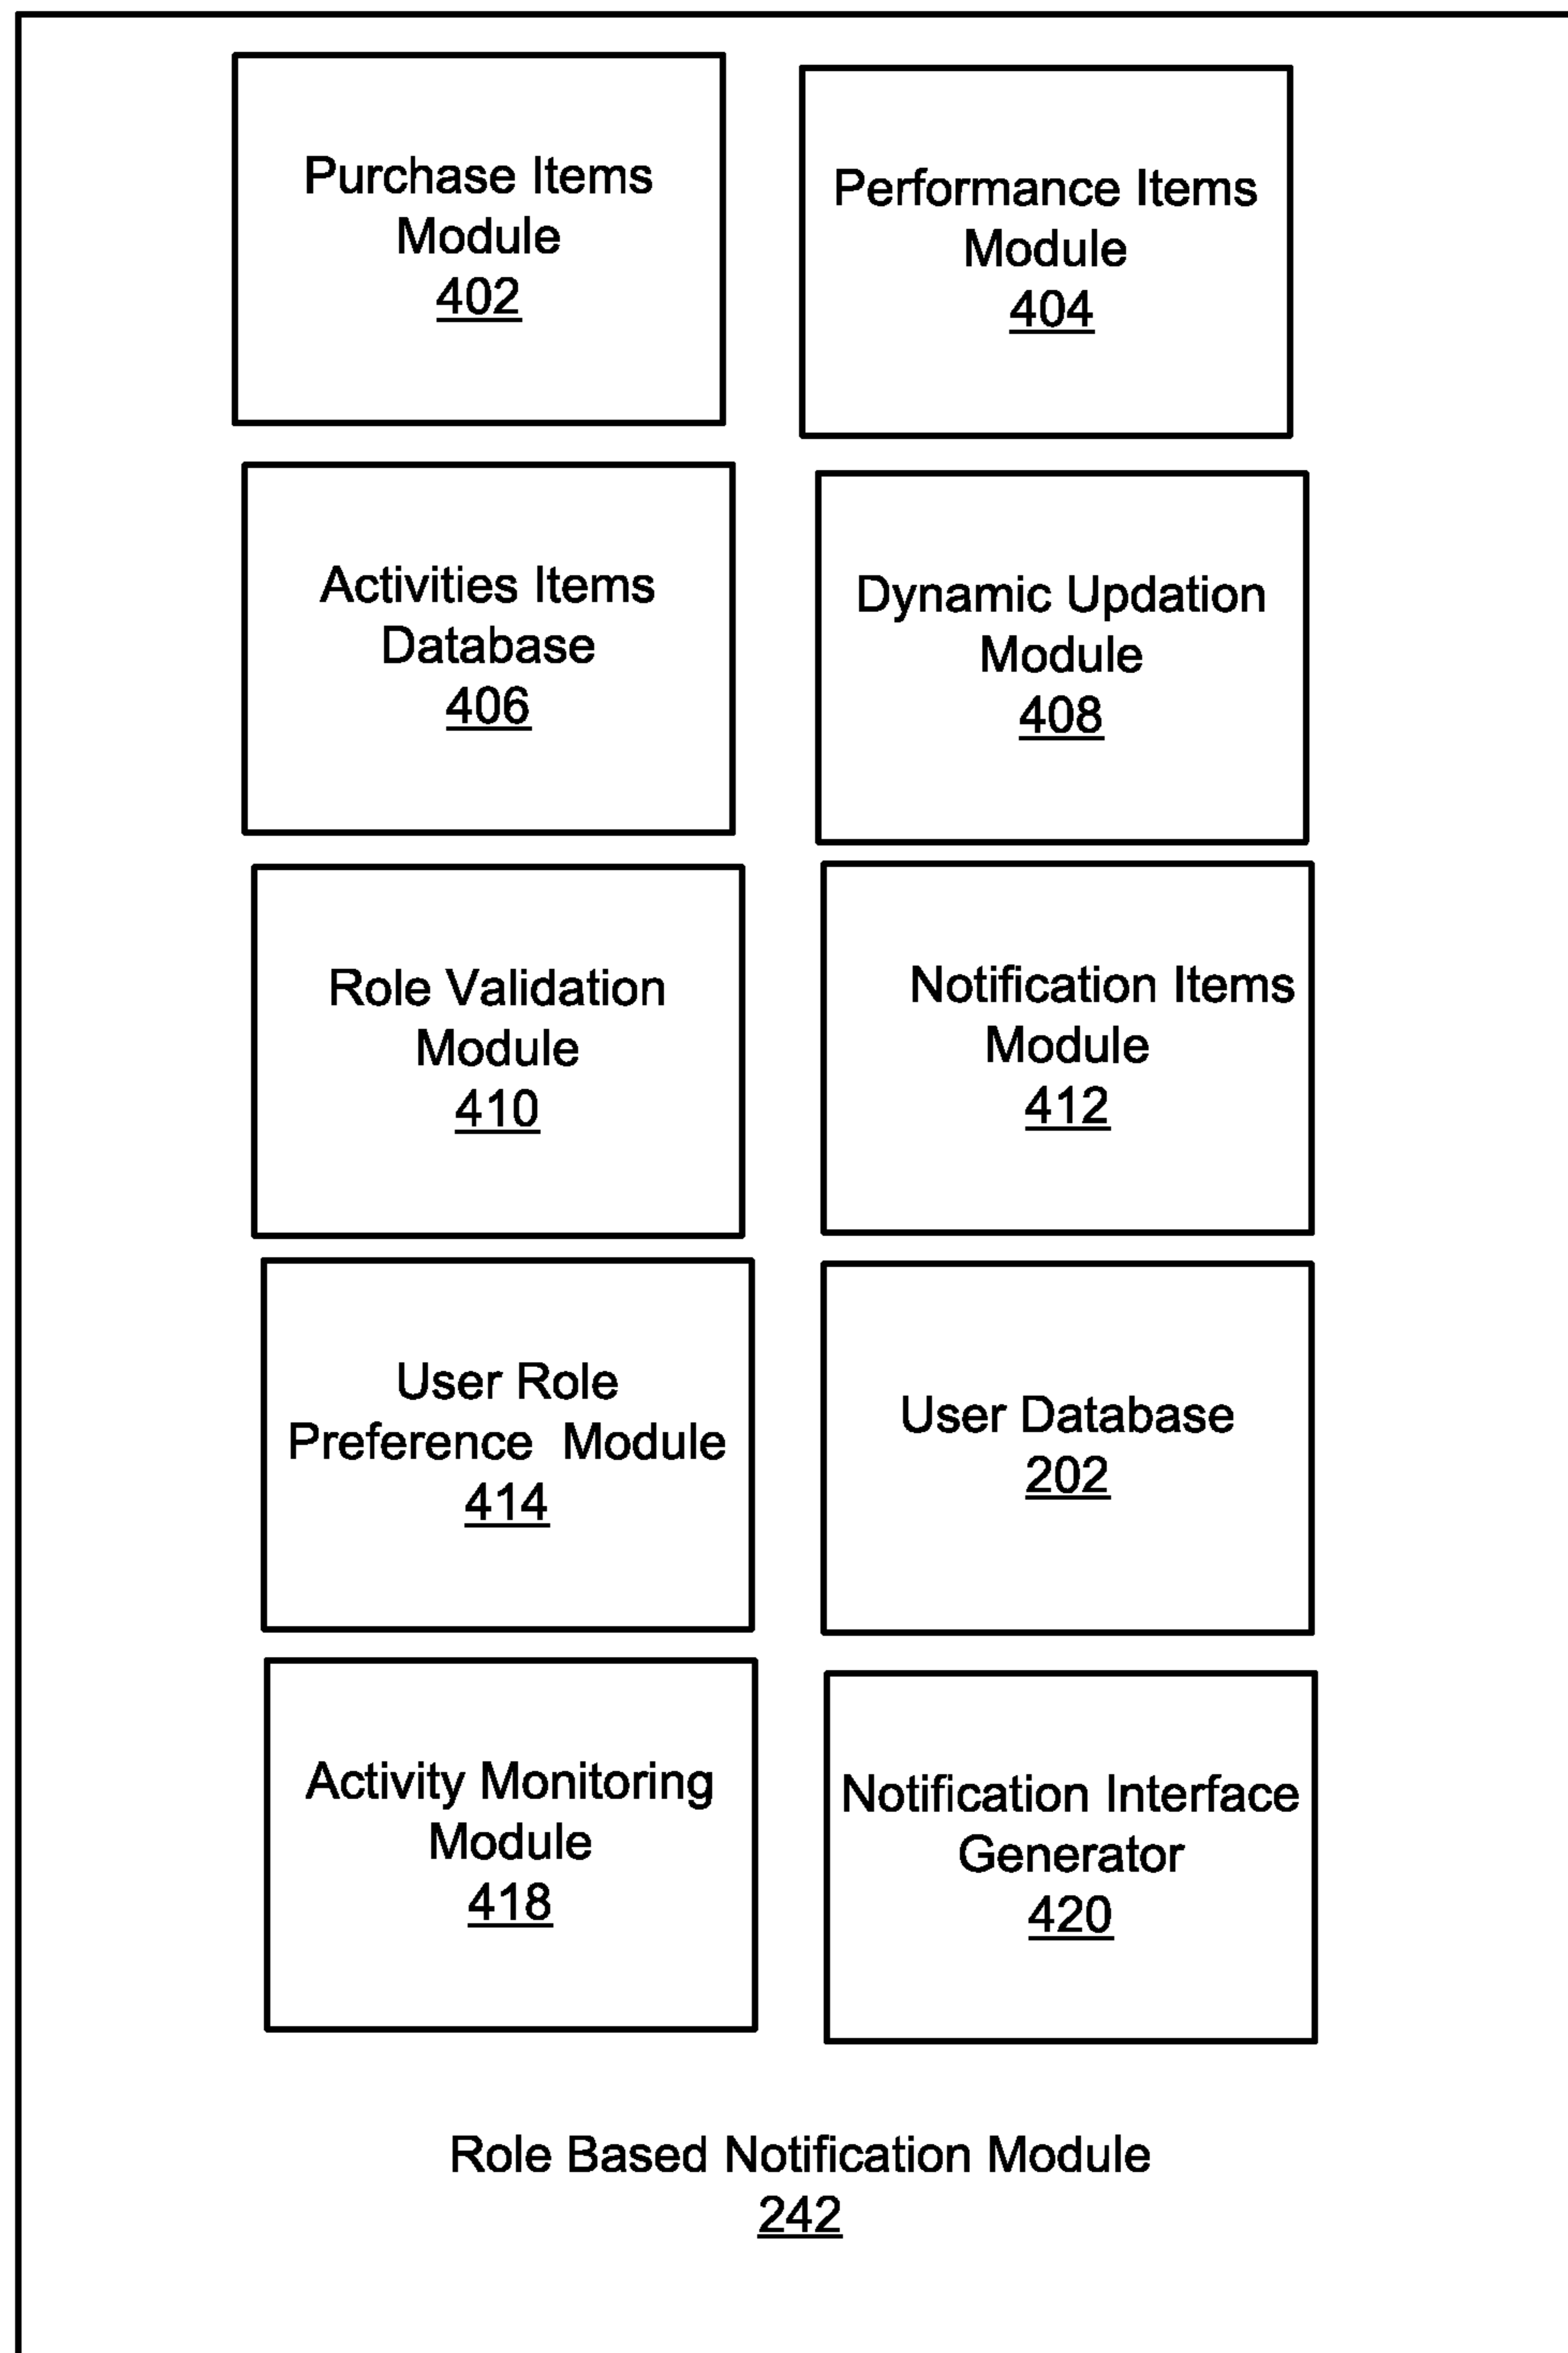 Purchase Items
Module
402
Performance Items
Module
404
Activities Items
Database
406
Dynamic Updation
Module
408
Role Validation
Module
410
Notification Items
Module
412
User Role
Preference  Module
414
User Database
202
Activity Monitoring
Module
418
Notification Interface
Generator
420
Role Based Notification Module
242